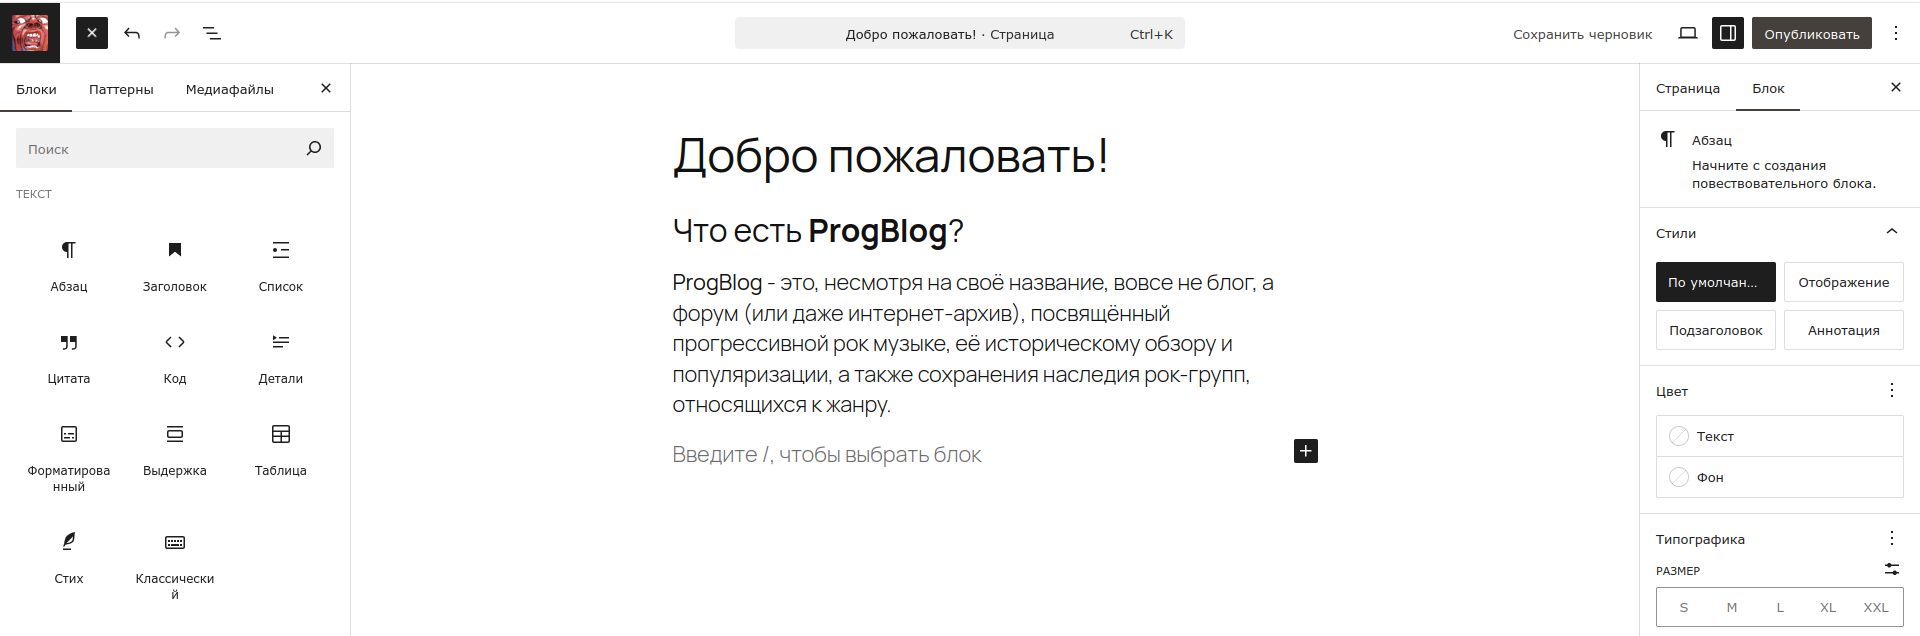 Добро пожаловать! · Страница Ctrl+K
Сохранить черновик
Опубликовать
Блоки Паттерны Медиафайлы
Поиск
ТЕКСТ
Абзац Заголовок Список
Цитата Код Детали
Форматирова
нный
Выдержка Таблица
Стих Классически
й
Добро пожаловать!
Что есть ProgBlog?
ProgBlog - это, несмотря на своё название, вовсе не блог, а
форум (или даже интернет-архив), посвящённый
прогрессивной рок музыке, её историческому обзору и
популяризации, а также сохранения наследия рок-групп,
относящихся к жанру.
Введите /, чтобы выбрать блок
Страница Блок
Абзац
Начните с создания
повествовательного блока.
Стили
По умолчан... Отображение
Подзаголовок Аннотация
Цвет
Текст
Фон
Типографика
РАЗМЕР
S M L XL XXL